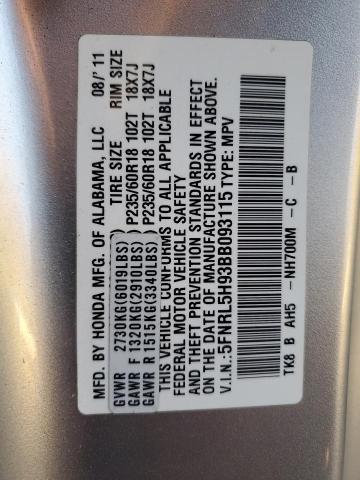 MFD. BY HONDA MFG. OF ALABAMA, LLC 08/'11
TIRE SIZE RIM SIZE
GVWR 2730KG(6019LBS)
GAWR F 1320KG(2910LBS) P235/60R18 102T 18X7J
GAWR R 1515KG(3340LBS) P235/60R18 102T 18X7J
THIS VEHICLE CONFORMS TO ALL APPLICABLE
FEDERAL MOTOR VEHICLE SAFETY
AND THEFT PREVENTION STANDARDS IN EFFECT
ON THE DATE OF MANUFACTURE SHOWN ABOVE.
V.I.N.: 5FNRL5H93BB093115 TYPE: MPV
TK8 B AH5 - NH700M - C - B